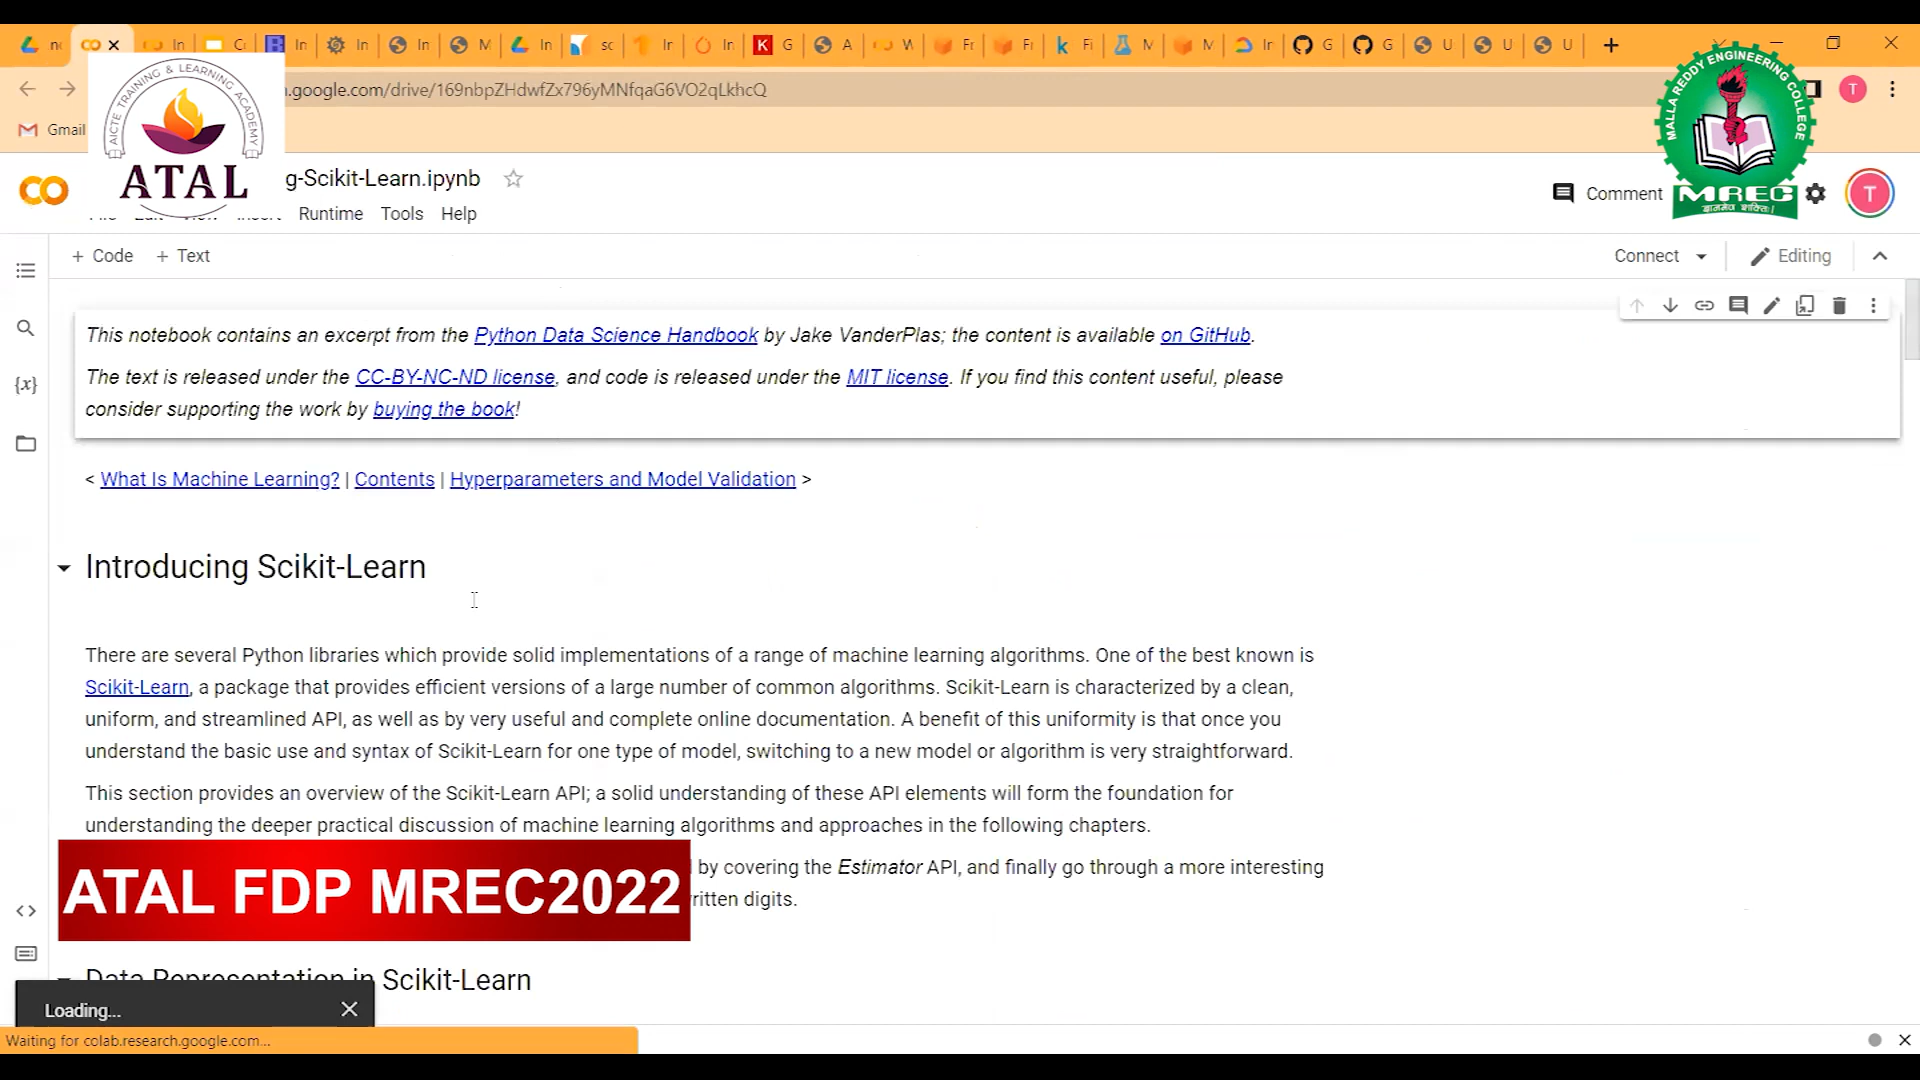 .google.com/drive/169nbpZHdwfZx796yMNfqaG6VO2qLkhcQ
Gmail
AICTE TRAINING & LEARNING ACADEMY
ATAL
MALLA REDDY ENGINEERING COLLEGE
MREC
g-Scikit-Learn.ipynb
Comment
T
Runtime Tools Help
+ Code + Text
Connect
Editing
This notebook contains an excerpt from the Python Data Science Handbook by Jake VanderPlas; the content is available on GitHub.
The text is released under the CC-BY-NC-ND license, and code is released under the MIT license. If you find this content useful, please
consider supporting the work by buying the book!
< What Is Machine Learning? | Contents | Hyperparameters and Model Validation >
Introducing Scikit-Learn
There are several Python libraries which provide solid implementations of a range of machine learning algorithms. One of the best known is
Scikit-Learn, a package that provides efficient versions of a large number of common algorithms. Scikit-Learn is characterized by a clean,
uniform, and streamlined API, as well as by very useful and complete online documentation. A benefit of this uniformity is that once you
understand the basic use and syntax of Scikit-Learn for one type of model, switching to a new model or algorithm is very straightforward.
This section provides an overview of the Scikit-Learn API; a solid understanding of these API elements will form the foundation for
understanding the deeper practical discussion of machine learning algorithms and approaches in the following chapters.
by covering the Estimator API, and finally go through a more interesting
ritten digits.
ATAL FDP MREC2022
Data Representation in Scikit-Learn
Loading...
Waiting for colab.research.google.com...